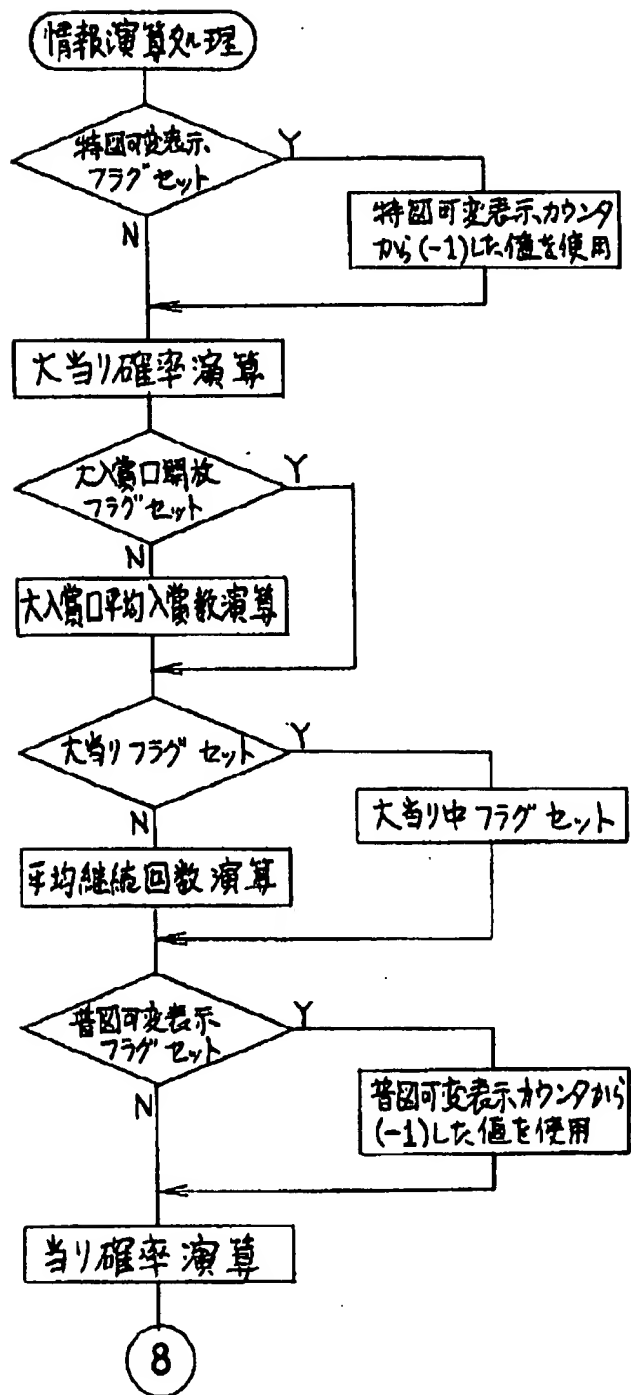 情報演算処理
特図可変表示
フラグ セット
Y
N
特図可変表示カウンタ
から(-1)した値を使用
大当り確率演算
大入賞口開放
フラグ セット
Y
N
大入賞口平均入賞数演算
大当りフラグ セット
Y
N
大当り中フラグ セット
平均継続回数演算
普図可変表示
フラグ セット
Y
N
普図可変表示カウンタから
(-1)した値を使用
当り確率演算
8